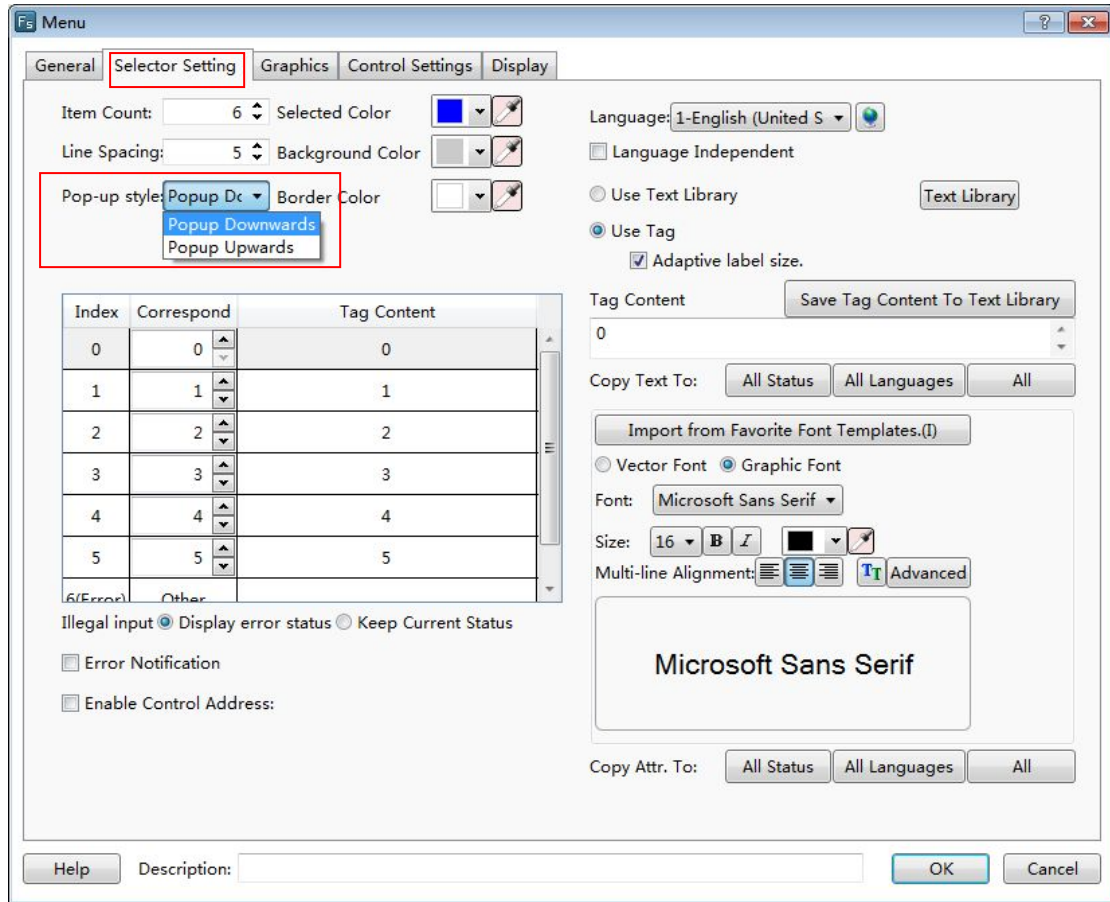 Fs Menu
General Selector Setting Graphics Control Settings Display
Item Count: 6 Selected Color
Line Spacing: 5 Background Color
Pop-up style: Popup Dc Border Color
Popup Downwards
Popup Upwards
Index Correspond Tag Content
0 0 0
1 1 1
2 2 2
3 3 3
4 4 4
5 5 5
6(Error) Other
Illegal input Display error status Keep Current Status
Error Notification
Enable Control Address:
Language: 1-English (United S
Language Independent
Use Text Library Text Library
Use Tag
Adaptive label size.
Tag Content Save Tag Content To Text Library
0
Copy Text To: All Status All Languages All
Import from Favorite Font Templates.(I)
Vector Font Graphic Font
Font: Microsoft Sans Serif
Size: 16 B I
Multi-line Alignment: TT Advanced
Microsoft Sans Serif
Copy Attr. To: All Status All Languages All
Help Description: OK Cancel